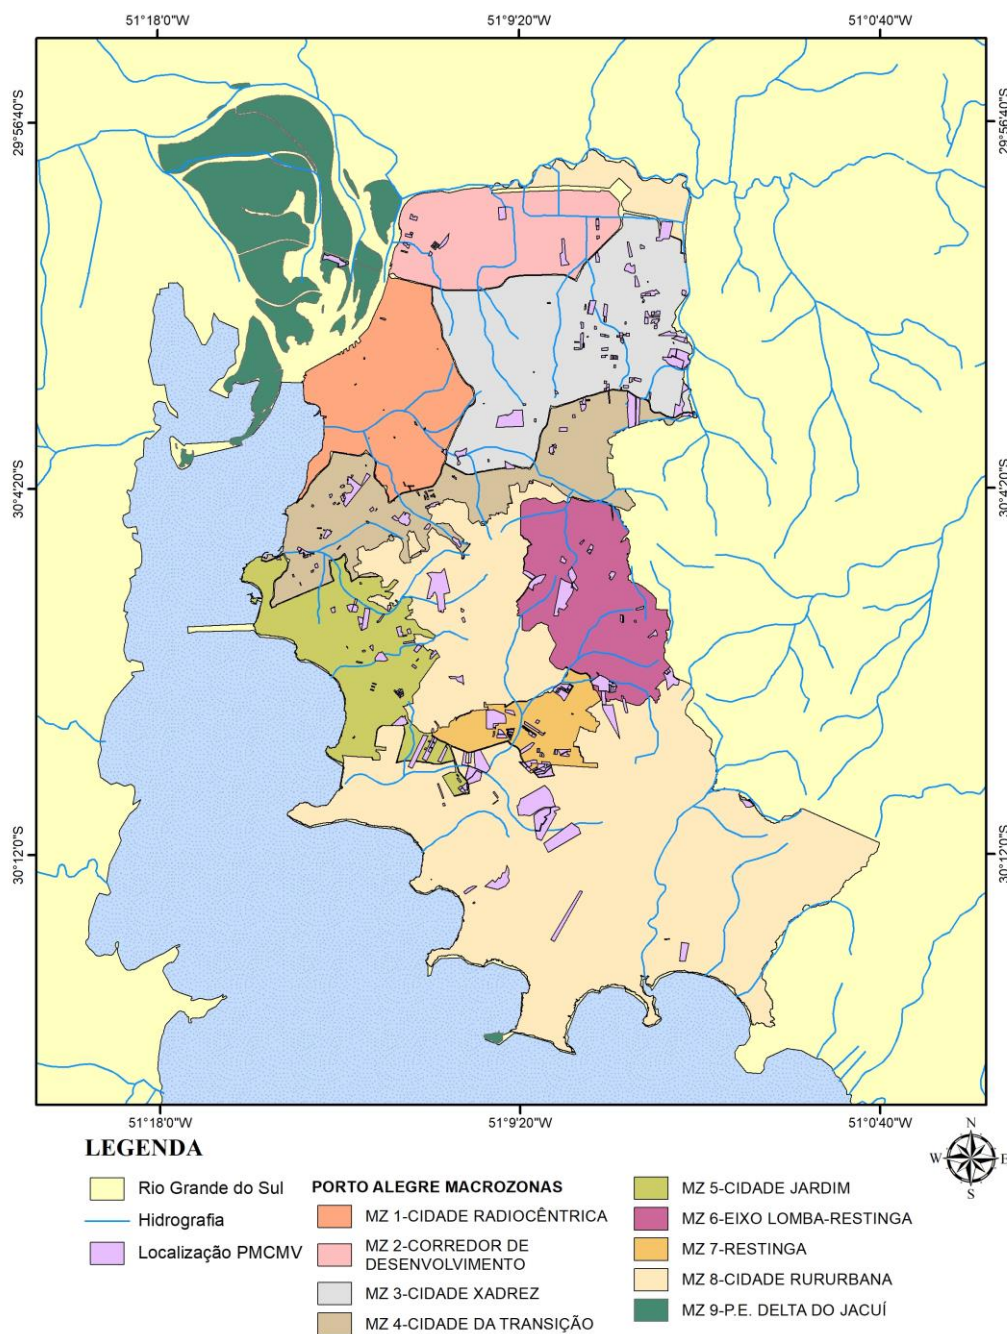 51°18'0"W 51°9'20"W 51°0'40"W
29°56'40"S 29°56'40"S
30°4'20"S 30°4'20"S
30°12'0"S 30°12'0"S
51°18'0"W 51°9'20"W 51°0'40"W
LEGENDA
N
W E
S
Rio Grande do Sul
Hidrografia
Localização PMCMV
PORTO ALEGRE MACROZONAS
MZ 1-CIDADE RADIOCÊNTRICA
MZ 2-CORREDOR DE
DESENVOLVIMENTO
MZ 3-CIDADE XADREZ
MZ 4-CIDADE DA TRANSIÇÃO
MZ 5-CIDADE JARDIM
MZ 6-EIXO LOMBA-RESTINGA
MZ 7-RESTINGA
MZ 8-CIDADE RURURBANA
MZ 9-P.E. DELTA DO JACUÍ